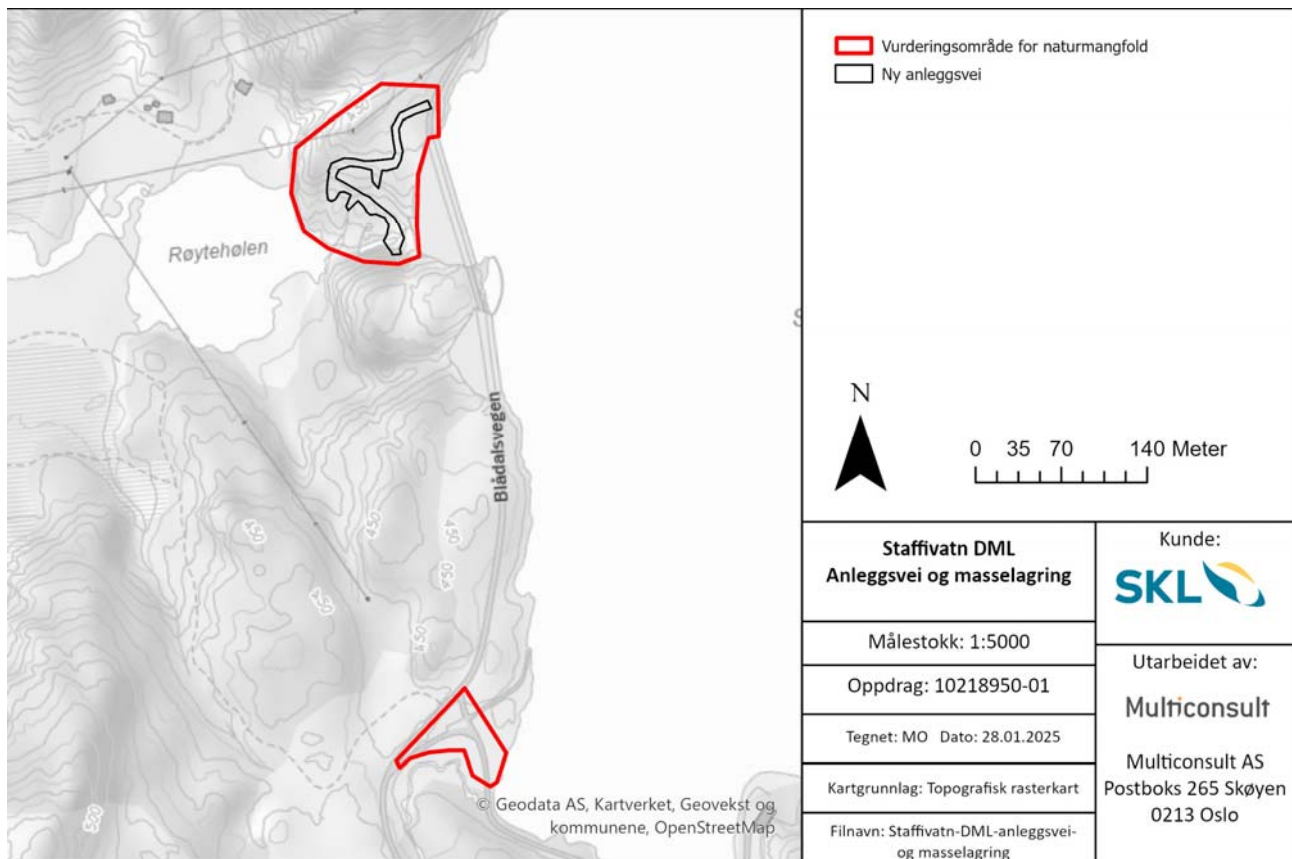 Vurderingsområde for naturmangfold
Ny anleggsvei
450
Røytehølen
S
Blådalsvegen
450
450
450
450
450
450
500
© Geodata AS, Kartverket, Geovekst og
kommunene, OpenStreetMap
N
0 35 70 140 Meter
Staffivatn DML
Anleggsvei og masselagring
Målestokk: 1:5000
Oppdrag: 10218950-01
Tegnet: MO Dato: 28.01.2025
Kartgrunnlag: Topografisk rasterkart
Filnavn: Staffivatn-DML-anleggsvei-
og masselagring
Kunde:
SKL
Utarbeidet av:
Multiconsult
Multiconsult AS
Postboks 265 Skøyen
0213 Oslo